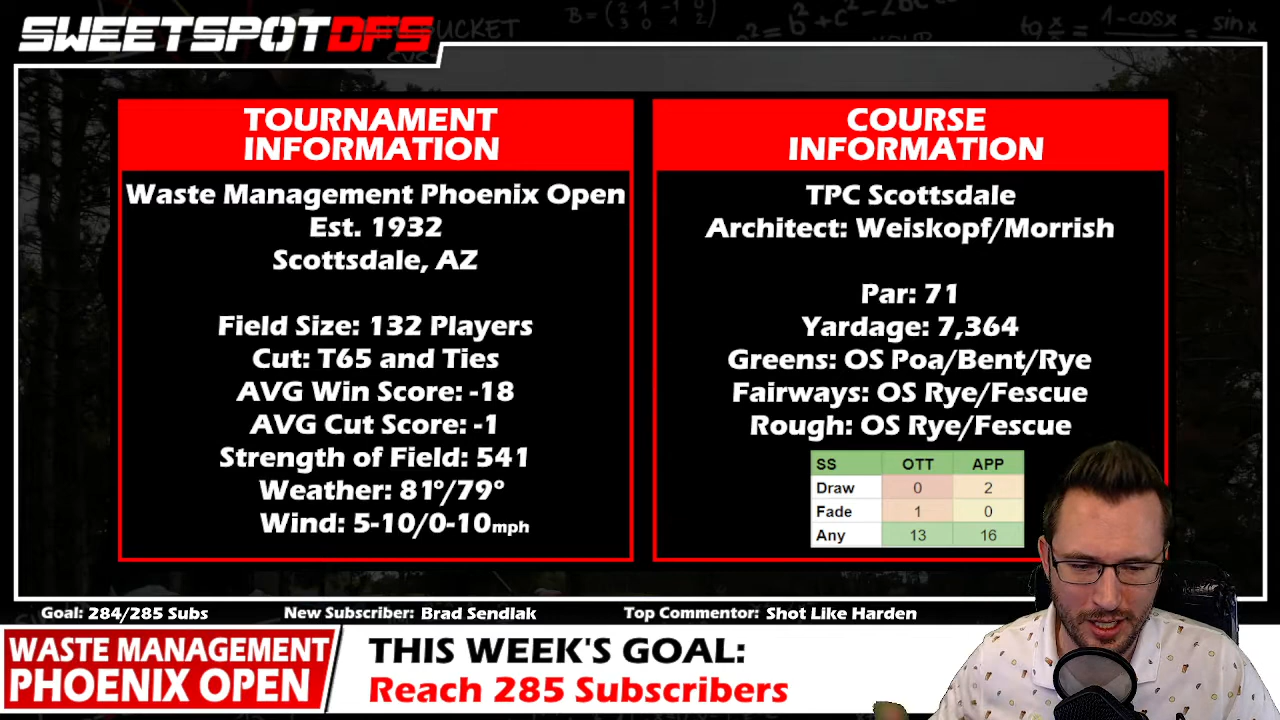 SWEETSPOTDFS
TOURNAMENT
INFORMATION
Waste Management Phoenix Open
Est. 1932
Scottsdale, AZ
Field Size: 132 Players
Cut: T65 and Ties
AVG Win Score: -18
AVG Cut Score: -1
Strength of Field: 541
Weather: 81°/79°
Wind: 5-10/0-10mph
COURSE
INFORMATION
TPC Scottsdale
Architect: Weiskopf/Morrish
Par: 71
Yardage: 7,364
Greens: OS Poa/Bent/Rye
Fairways: OS Rye/Fescue
Rough: OS Rye/Fescue
SS OTT APP
Draw 0 2
Fade 1 0
Any 13 16
Goal: 284/285 Subs New Subscriber: Brad Sendlak Top Commentor: Shot Like Harden
WASTE MANAGEMENT
PHOENIX OPEN
THIS WEEK'S GOAL:
Reach 285 Subscribers